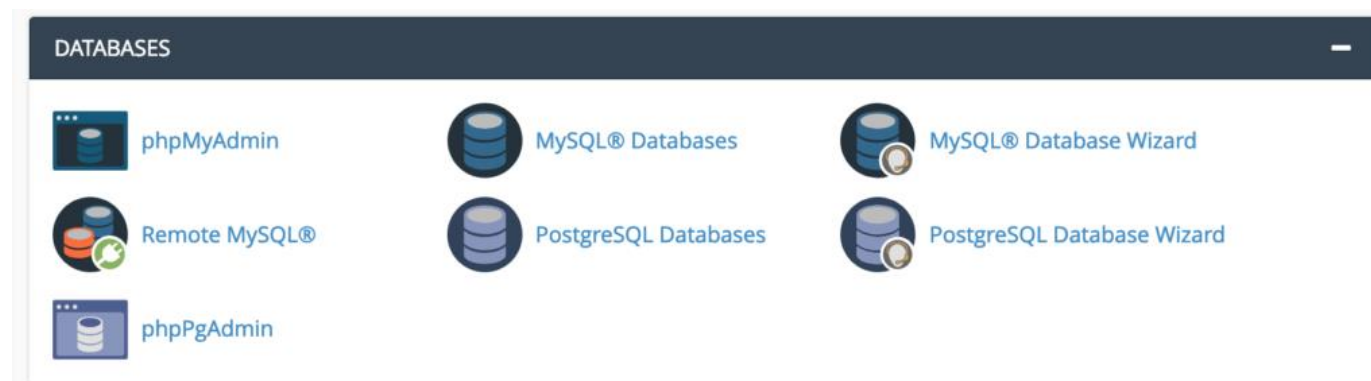 DATABASES
phpMyAdmin
MySQL® Databases
MySQL® Database Wizard
Remote MySQL®
PostgreSQL Databases
PostgreSQL Database Wizard
phpPgAdmin